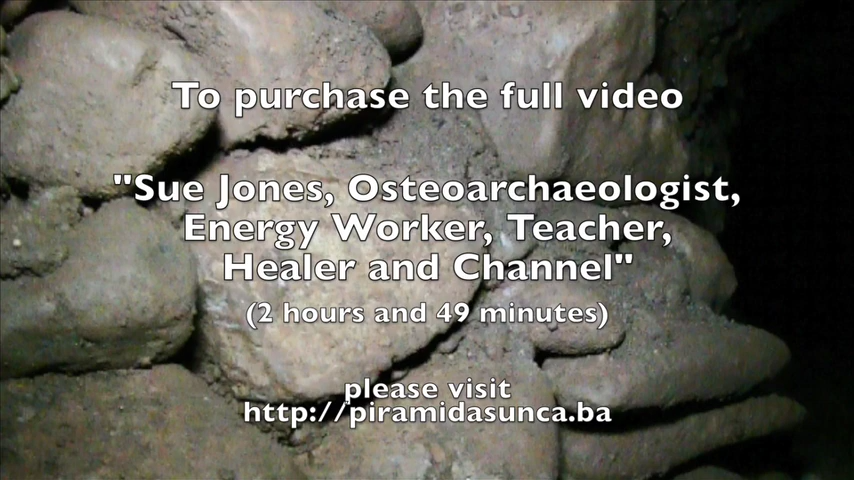 To purchase the full video
"Sue Jones, Osteoarchaeologist,
Energy Worker, Teacher,
Healer and Channel"
(2 hours and 49 minutes)
please visit
http://piramidasunca.ba